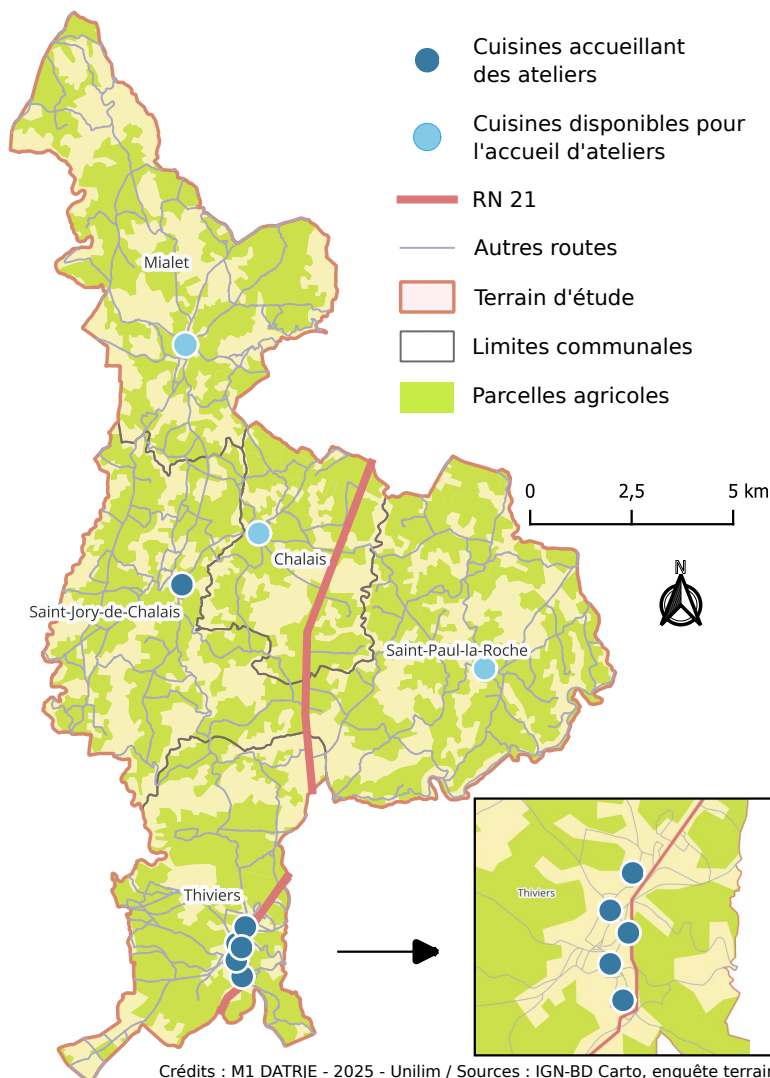 Cuisines accueillant
des ateliers
Cuisines disponibles pour
l'accueil d'ateliers
RN 21
Autres routes
Terrain d'étude
Limites communales
Parcelles agricoles
0 2,5 5 km
N
Mialet
Chalais
Saint-Jory-de-Chalais
Saint-Paul-la-Roche
Thiviers
Thiviers
Crédits : M1 DATRJE - 2025 - Unilim / Sources : IGN-BD Carto, enquête terrain